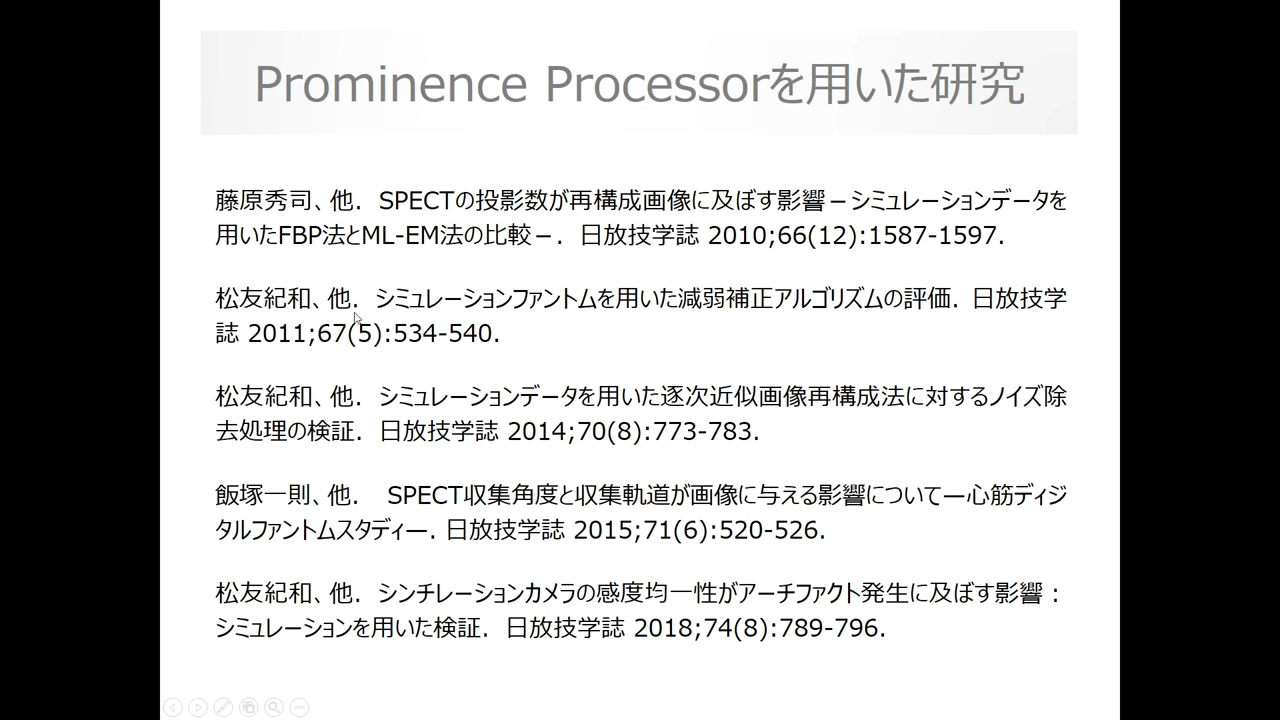 Prominence Processorを用いた研究
藤原秀司、他．SPECTの投影数が再構成画像に及ぼす影響－シミュレーションデータを
用いたFBP法とML-EM法の比較－．日放技学誌 2010;66(12):1587-1597.
松友紀和、他．シミュレーションファントムを用いた減弱補正アルゴリズムの評価．日放技学
誌 2011;67(5):534-540.
松友紀和、他．シミュレーションデータを用いた逐次近似画像再構成法に対するノイズ除
去処理の検証．日放技学誌 2014;70(8):773-783.
飯塚一則、他．　SPECT収集角度と収集軌道が画像に与える影響についてー心筋ディジ
タルファントムスタディー. 日放技学誌 2015;71(6):520-526.
松友紀和、他．シンチレーションカメラの感度均一性がアーチファクト発生に及ぼす影響：
シミュレーションを用いた検証．日放技学誌 2018;74(8):789-796.